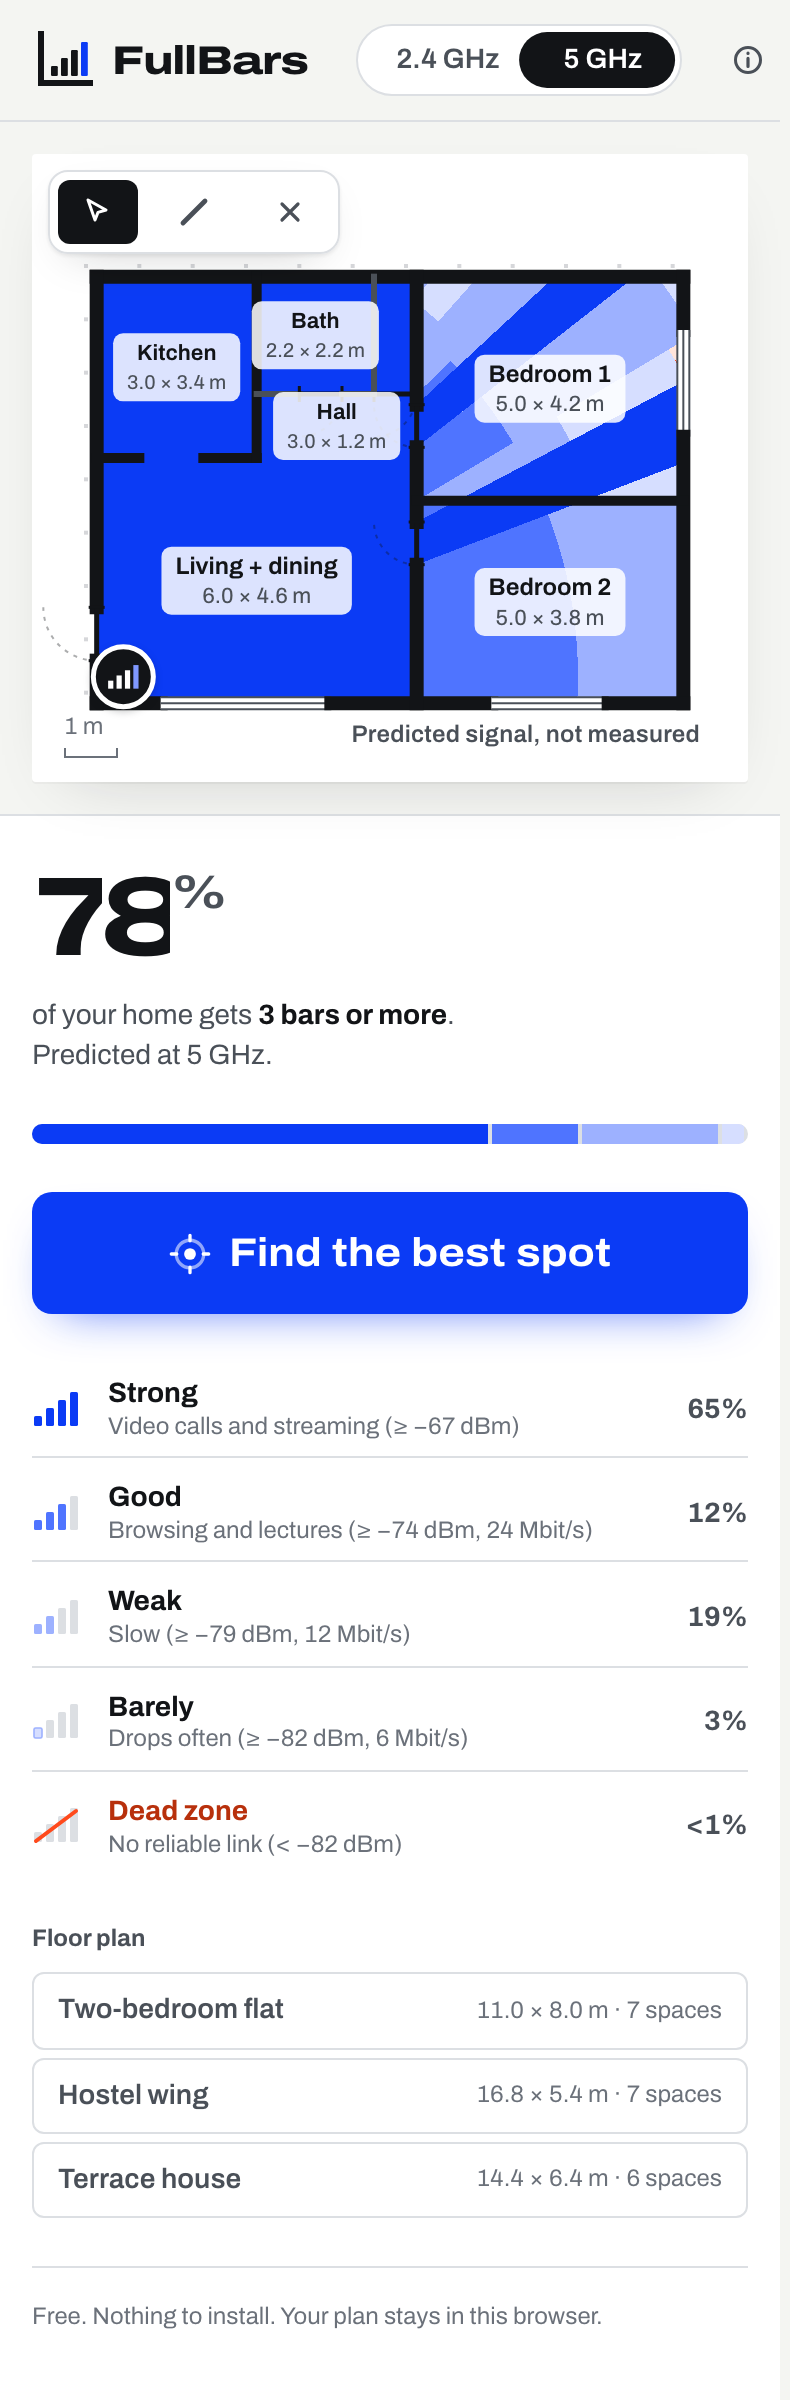 FullBars
2.4 GHz
5 GHz
Kitchen
3.0 × 3.4 m
Bath
2.2 × 2.2 m
Hall
3.0 × 1.2 m
Bedroom 1
5.0 × 4.2 m
Living + dining
6.0 × 4.6 m
Bedroom 2
5.0 × 3.8 m
1 m
Predicted signal, not measured
78%
of your home gets 3 bars or more.
Predicted at 5 GHz.
Find the best spot
Strong
Video calls and streaming (≥ −67 dBm)
65%
Good
Browsing and lectures (≥ −74 dBm, 24 Mbit/s)
12%
Weak
Slow (≥ −79 dBm, 12 Mbit/s)
19%
Barely
Drops often (≥ −82 dBm, 6 Mbit/s)
3%
Dead zone
No reliable link (< −82 dBm)
<1%
Floor plan
Two-bedroom flat
11.0 × 8.0 m · 7 spaces
Hostel wing
16.8 × 5.4 m · 7 spaces
Terrace house
14.4 × 6.4 m · 6 spaces
Free. Nothing to install. Your plan stays in this browser.